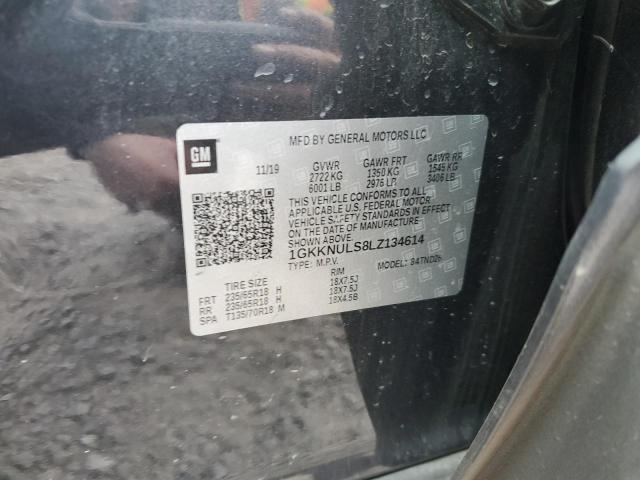 MFD BY GENERAL MOTORS LLC
GM
11/19 GVWR GAWR FRT GAWR RR
2722 KG 1350 KG 1545 KG
6001 LB 2976 LB 3406 LB
THIS VEHICLE CONFORMS TO ALL
APPLICABLE U.S. FEDERAL MOTOR
VEHICLE SAFETY STANDARDS IN EFFECT
ON THE DATE OF MANUFACTURE
1GKKNULS8LZ134614
TYPE: M.P.V. MODEL: 84TND26
TIRE SIZE RIM
FRT 235/65R18 H 18X7.5J
RR 235/65R18 H 18X7.5J
SPA T135/70R18 M 18X4.5B